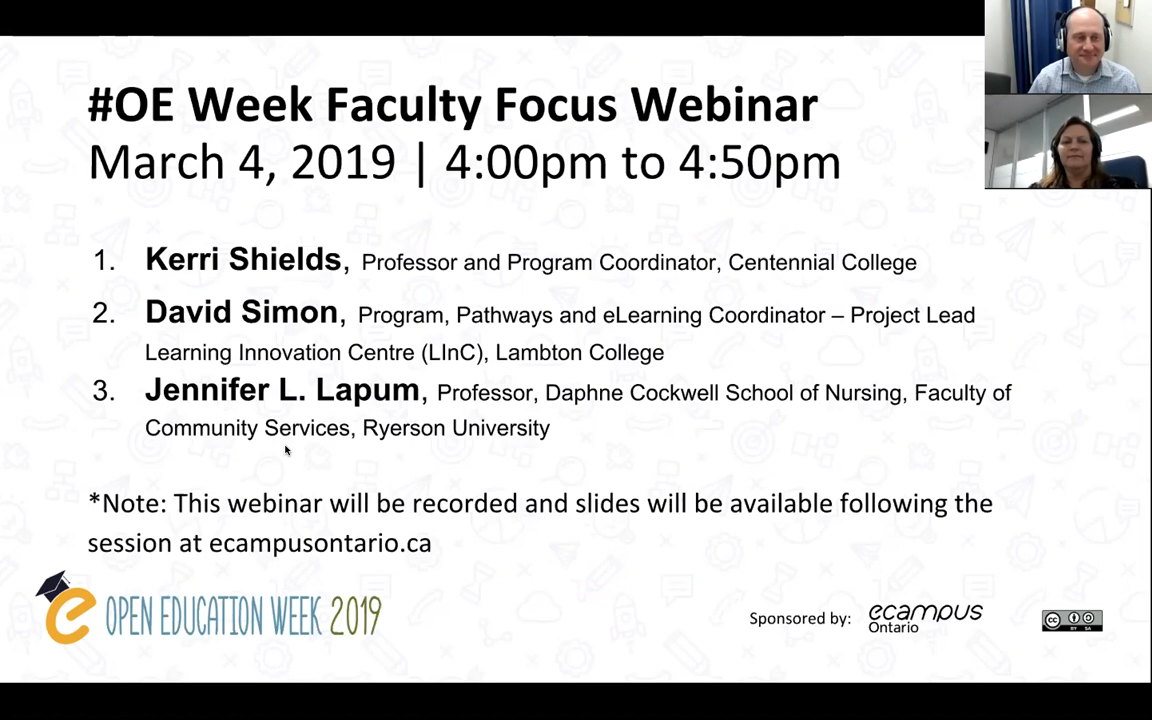 #OE Week Faculty Focus Webinar
March 4, 2019 | 4:00pm to 4:50pm
1. Kerri Shields, Professor and Program Coordinator, Centennial College
2. David Simon, Program, Pathways and eLearning Coordinator – Project Lead
Learning Innovation Centre (LInC), Lambton College
3. Jennifer L. Lapum, Professor, Daphne Cockwell School of Nursing, Faculty of
Community Services, Ryerson University
*Note: This webinar will be recorded and slides will be available following the
session at ecampusontario.ca
e OPEN EDUCATION WEEK 2019
Sponsored by: ecampus
Ontario
cc
BY SA